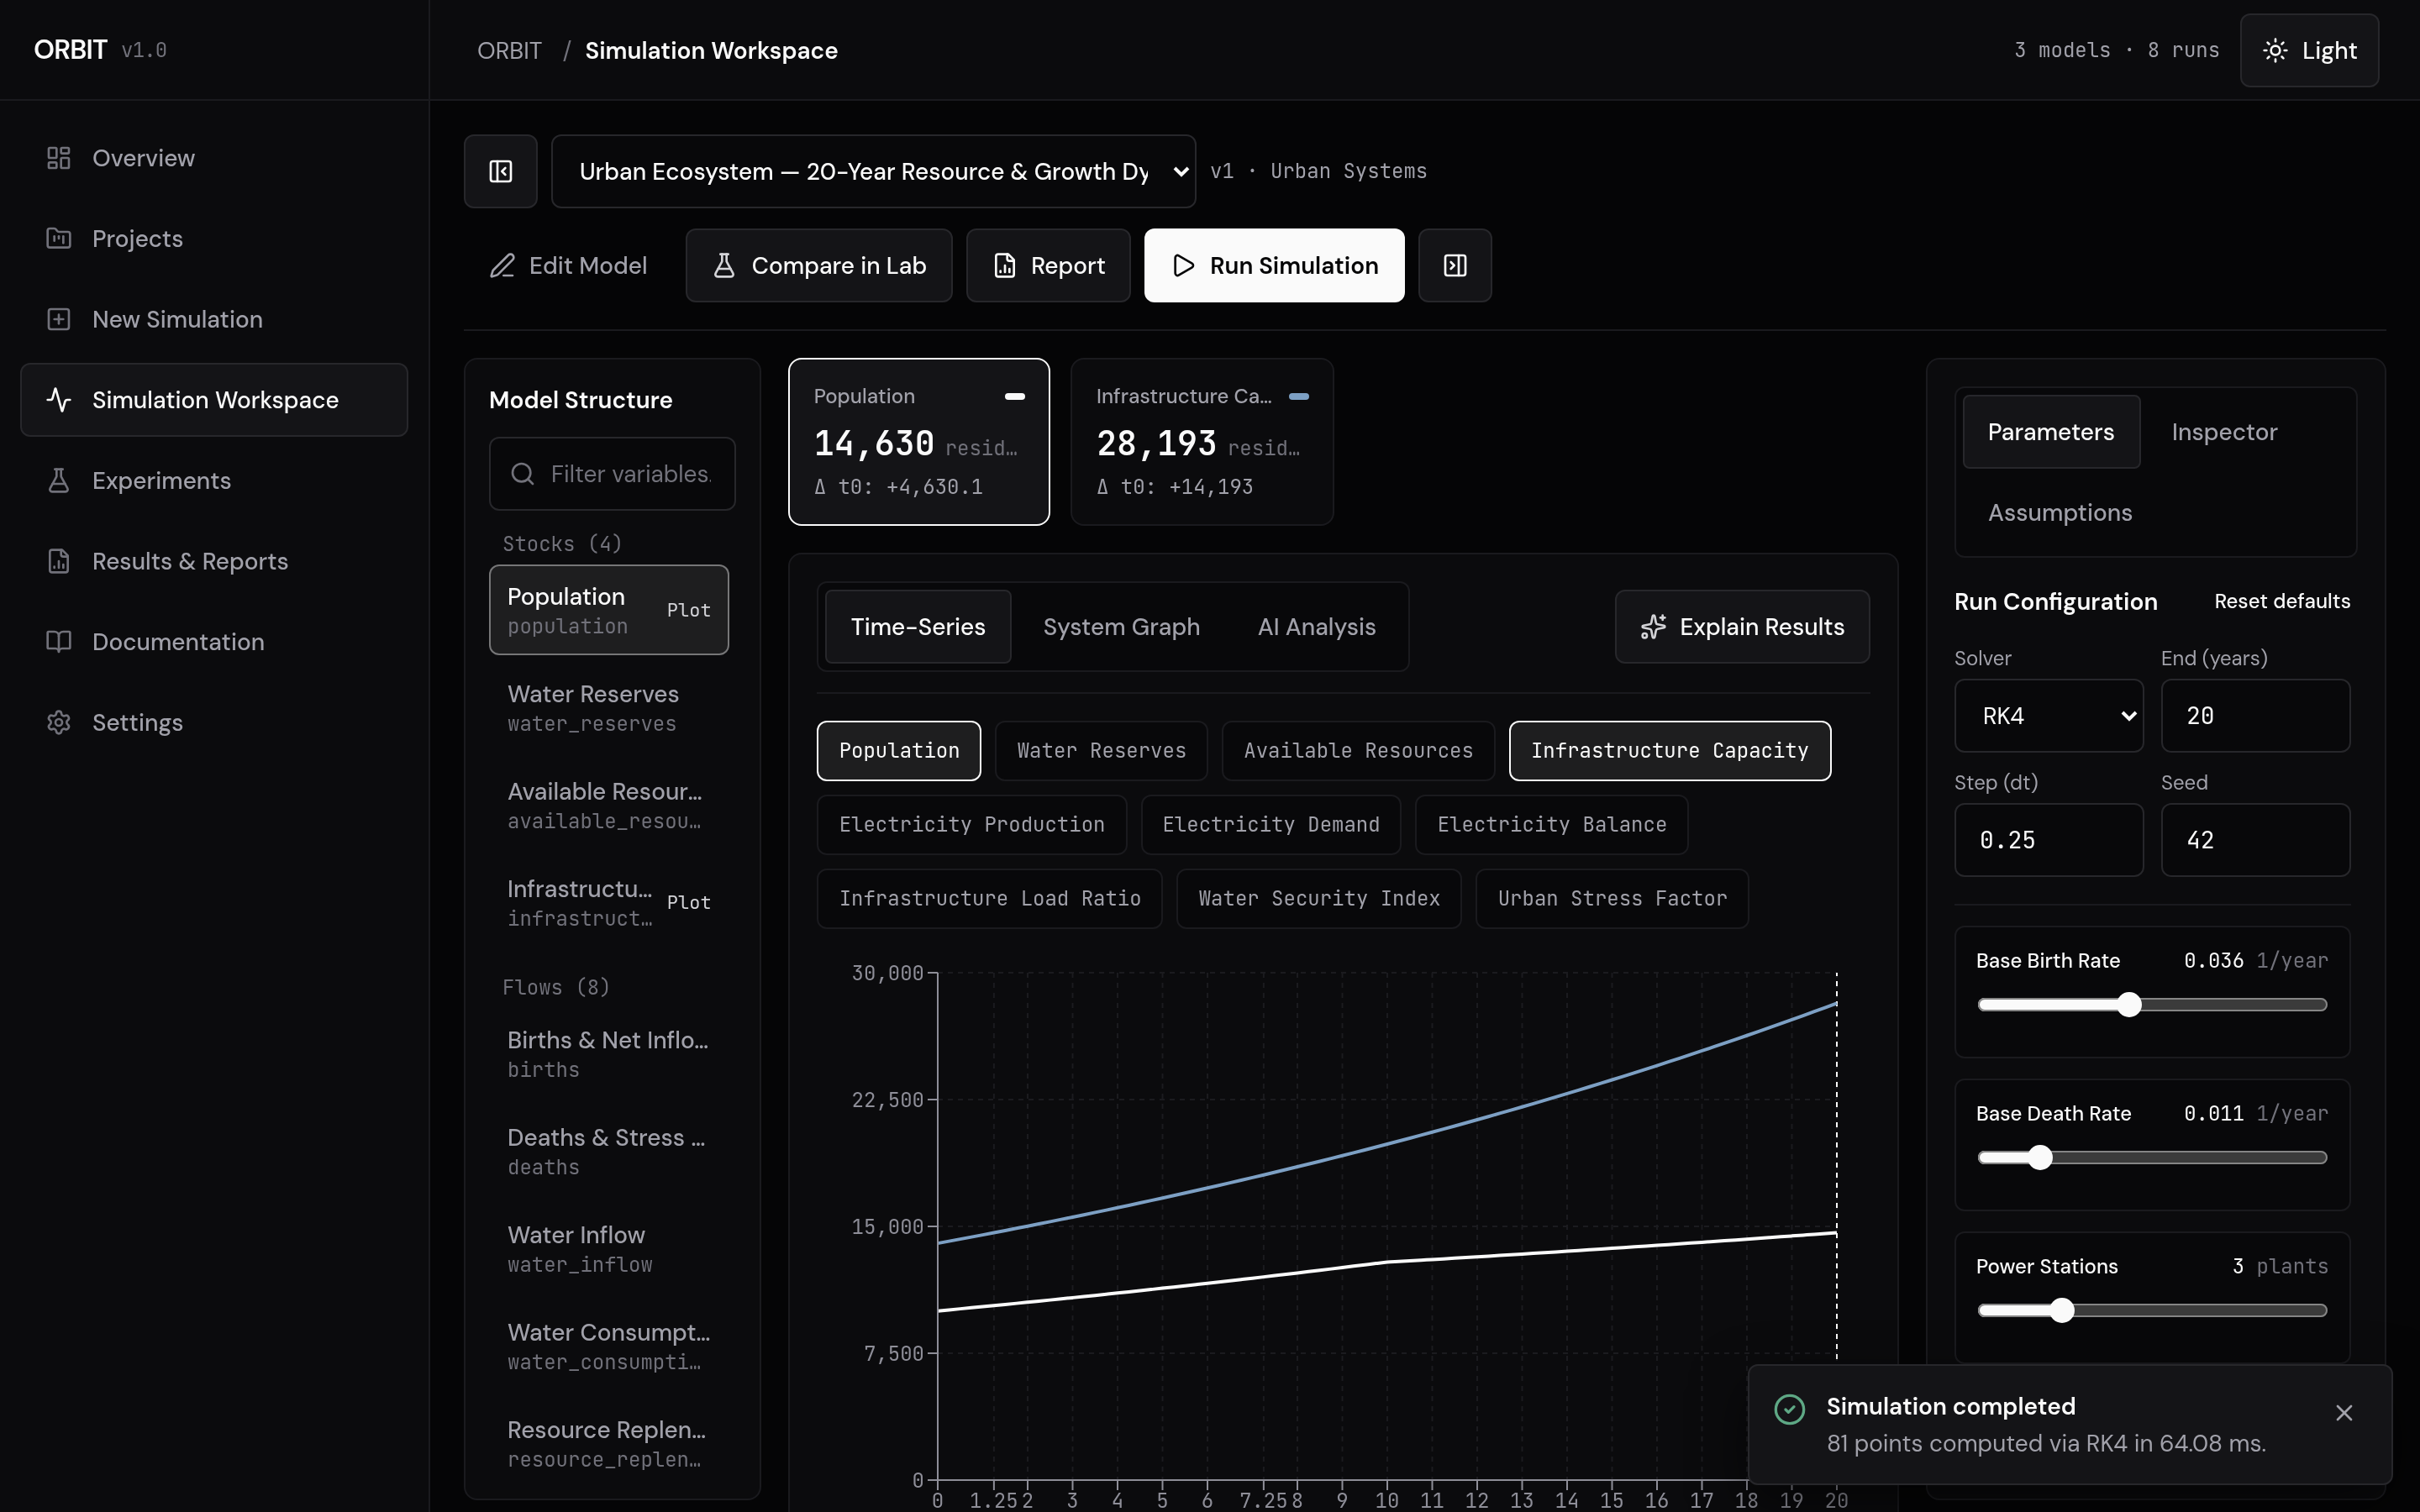 ORBIT v1.0
ORBIT / Simulation Workspace
3 models · 8 runs
Light
Overview
Projects
New Simulation
Simulation Workspace
Experiments
Results & Reports
Documentation
Settings
Urban Ecosystem — 20-Year Resource & Growth Dy
v1 · Urban Systems
Edit Model
Compare in Lab
Report
Run Simulation
Model Structure
Filter variables.
Stocks (4)
Population
population
Plot
Water Reserves
water_reserves
Available Resour…
available_resou…
Infrastructu…
infrastruct…
Plot
Flows (8)
Births & Net Inflo…
births
Deaths & Stress …
deaths
Water Inflow
water_inflow
Water Consumpt…
water_consumpti…
Resource Replen…
resource_replen…
Population
14,630 resid…
Δ t0: +4,630.1
Infrastructure Ca…
28,193 resid…
Δ t0: +14,193
Time-Series
System Graph
AI Analysis
Explain Results
Population
Water Reserves
Available Resources
Infrastructure Capacity
Electricity Production
Electricity Demand
Electricity Balance
Infrastructure Load Ratio
Water Security Index
Urban Stress Factor
30,000
22,500
15,000
7,500
0
0 1.25 2 3 4 5 6 7.25 8 9 10 11 12 13 14 15 16 17 18 19 20
Parameters
Inspector
Assumptions
Run Configuration
Reset defaults
Solver
End (years)
RK4
20
Step (dt)
Seed
0.25
42
Base Birth Rate
0.036 1/year
Base Death Rate
0.011 1/year
Power Stations
3 plants
Simulation completed
81 points computed via RK4 in 64.08 ms.